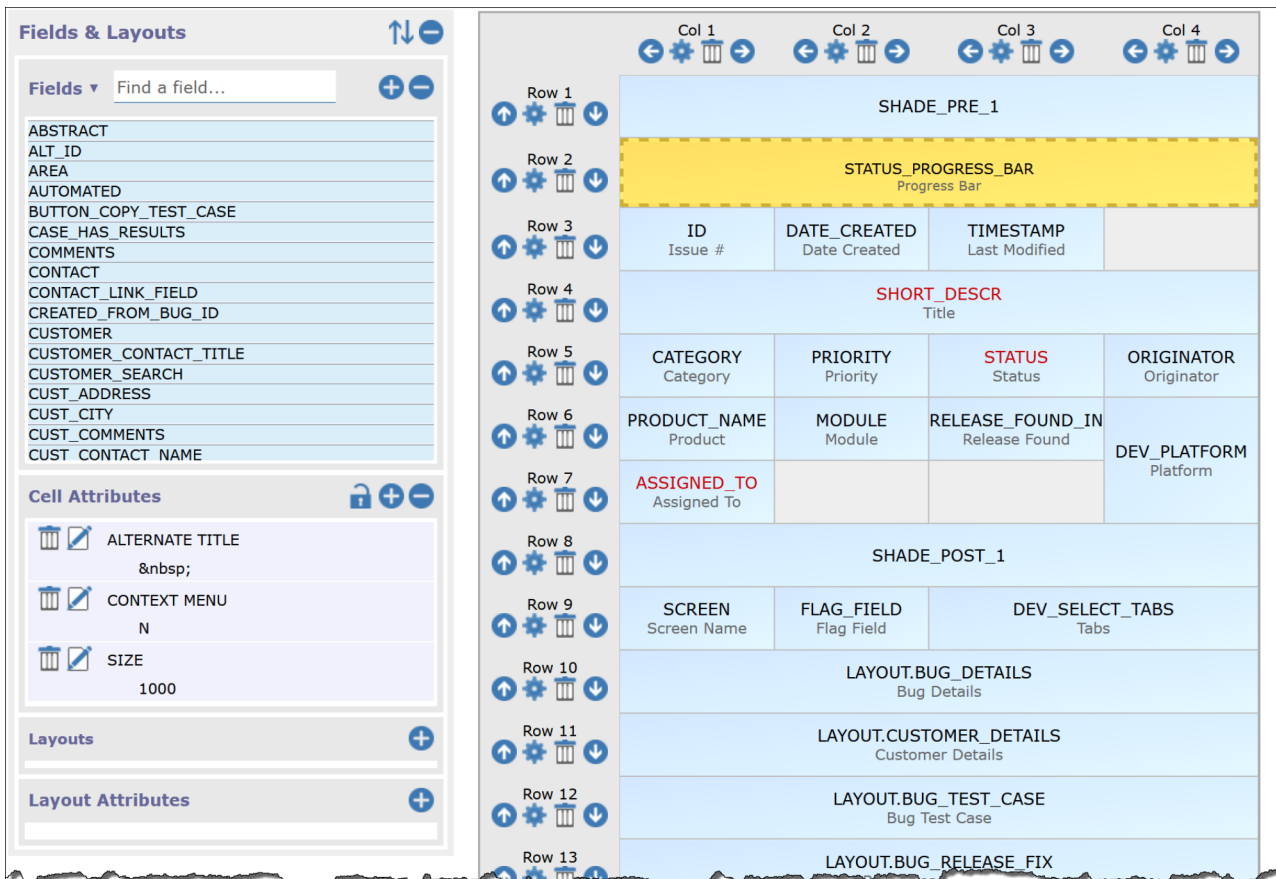 Fields & Layouts
Fields ▼ Find a field...
ABSTRACT
ALT_ID
AREA
AUTOMATED
BUTTON_COPY_TEST_CASE
CASE_HAS_RESULTS
COMMENTS
CONTACT
CONTACT_LINK_FIELD
CREATED_FROM_BUG_ID
CUSTOMER
CUSTOMER_CONTACT_TITLE
CUSTOMER_SEARCH
CUST_ADDRESS
CUST_CITY
CUST_COMMENTS
CUST_CONTACT_NAME
Cell Attributes
ALTERNATE TITLE
&nbsp;
CONTEXT MENU
N
SIZE
1000
Layouts
Layout Attributes
Col 1 Col 2 Col 3 Col 4
Row 1
SHADE_PRE_1
Row 2
STATUS_PROGRESS_BAR
Progress Bar
Row 3
ID DATE_CREATED TIMESTAMP
Issue # Date Created Last Modified
Row 4
SHORT_DESCR
Title
Row 5
CATEGORY PRIORITY STATUS ORIGINATOR
Category Priority Status Originator
Row 6
PRODUCT_NAME MODULE RELEASE_FOUND_IN
Product Module Release Found
DEV_PLATFORM
Platform
Row 7
ASSIGNED_TO
Assigned To
Row 8
SHADE_POST_1
Row 9
SCREEN FLAG_FIELD DEV_SELECT_TABS
Screen Name Flag Field Tabs
Row 10
LAYOUT.BUG_DETAILS
Bug Details
Row 11
LAYOUT.CUSTOMER_DETAILS
Customer Details
Row 12
LAYOUT.BUG_TEST_CASE
Bug Test Case
Row 13
LAYOUT.BUG_RELEASE_FIX